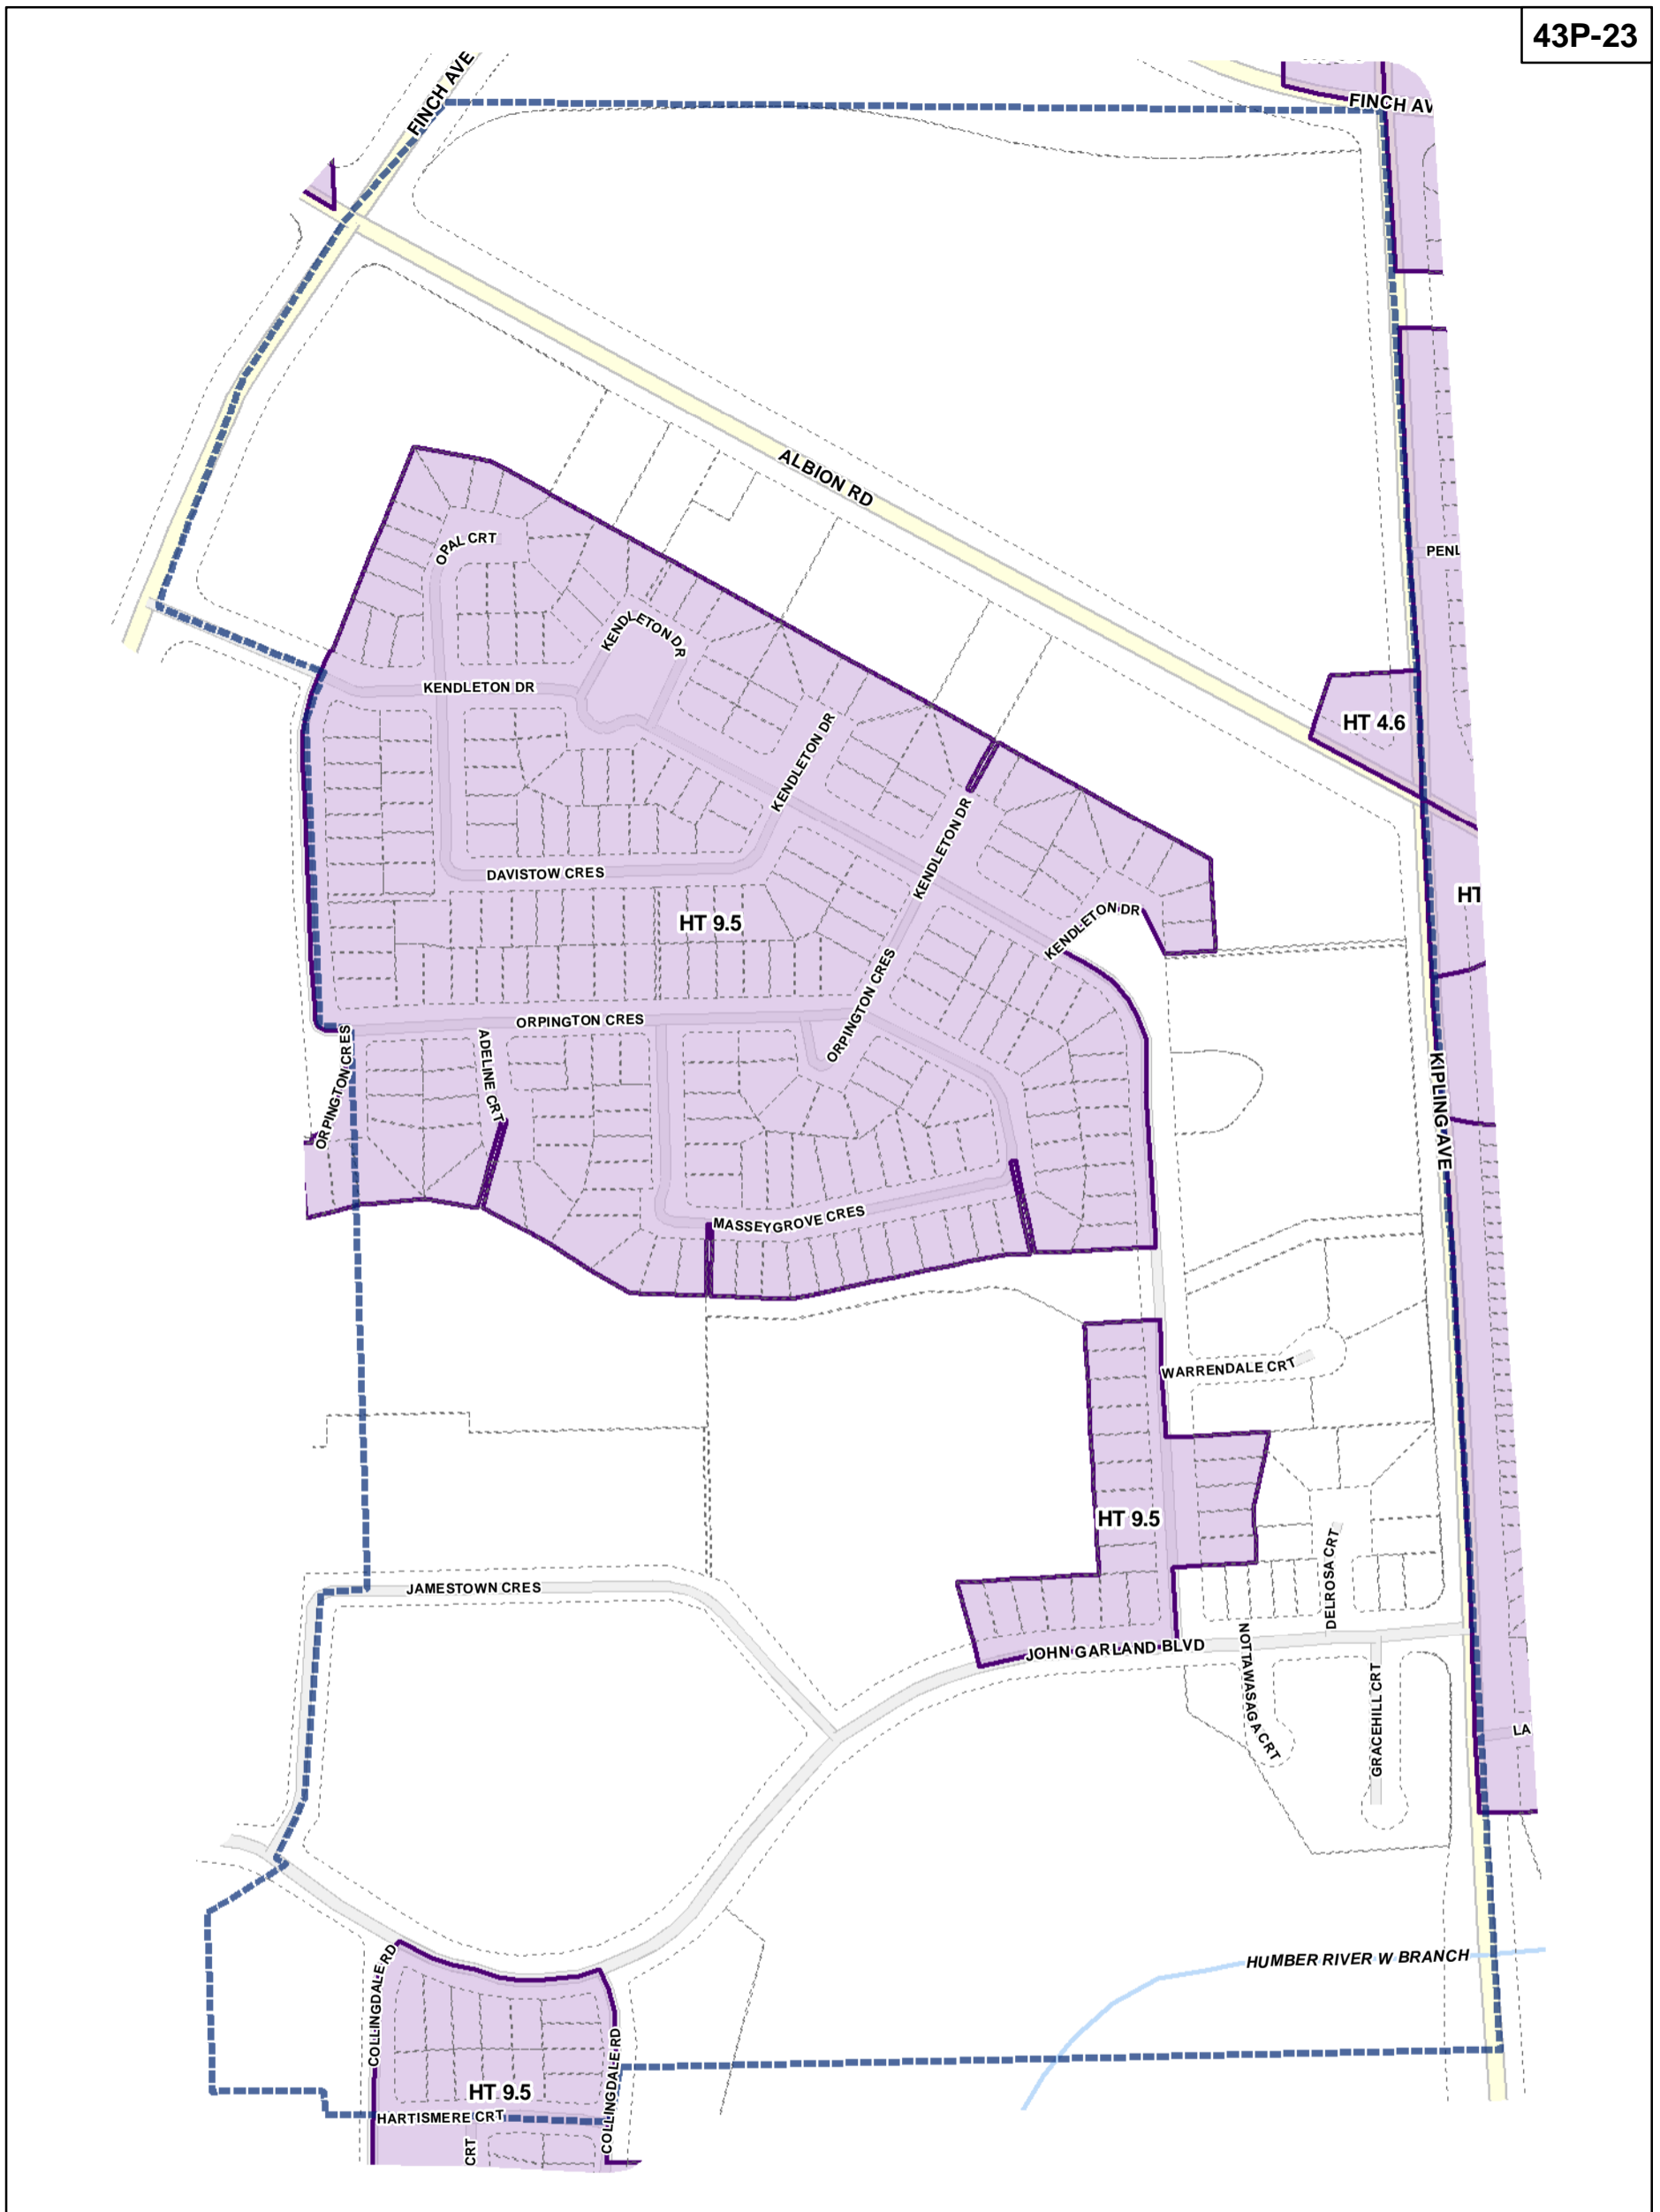 43P-23
FINCH AVE
FINCH AV
ALBION RD
OPAL CRT
PENL
KENDLETON DR
KENDLETON DR
HT 4.6
KENDLETON DR
KENDLETON DR
DAVISTOW CRES
HT
HT 9.5
KENDLETON DR
ORPINGTON CRES
ORPINGTON CRES
ORPINGTON CRES
ADELINE CRT
KIPLING AVE
MASSEYGROVE CRES
WARRENDALE CRT
HT 9.5
DELROSA CRT
JAMESTOWN CRES
JOHN GARLAND BLVD
NOTTAWASAGA CRT
GRACEHILL CRT
LA
HUMBER RIVER W BRANCH
COLLINGDALE RD
COLLINGDALE RD
HT 9.5
HARTISMERE CRT
CRT